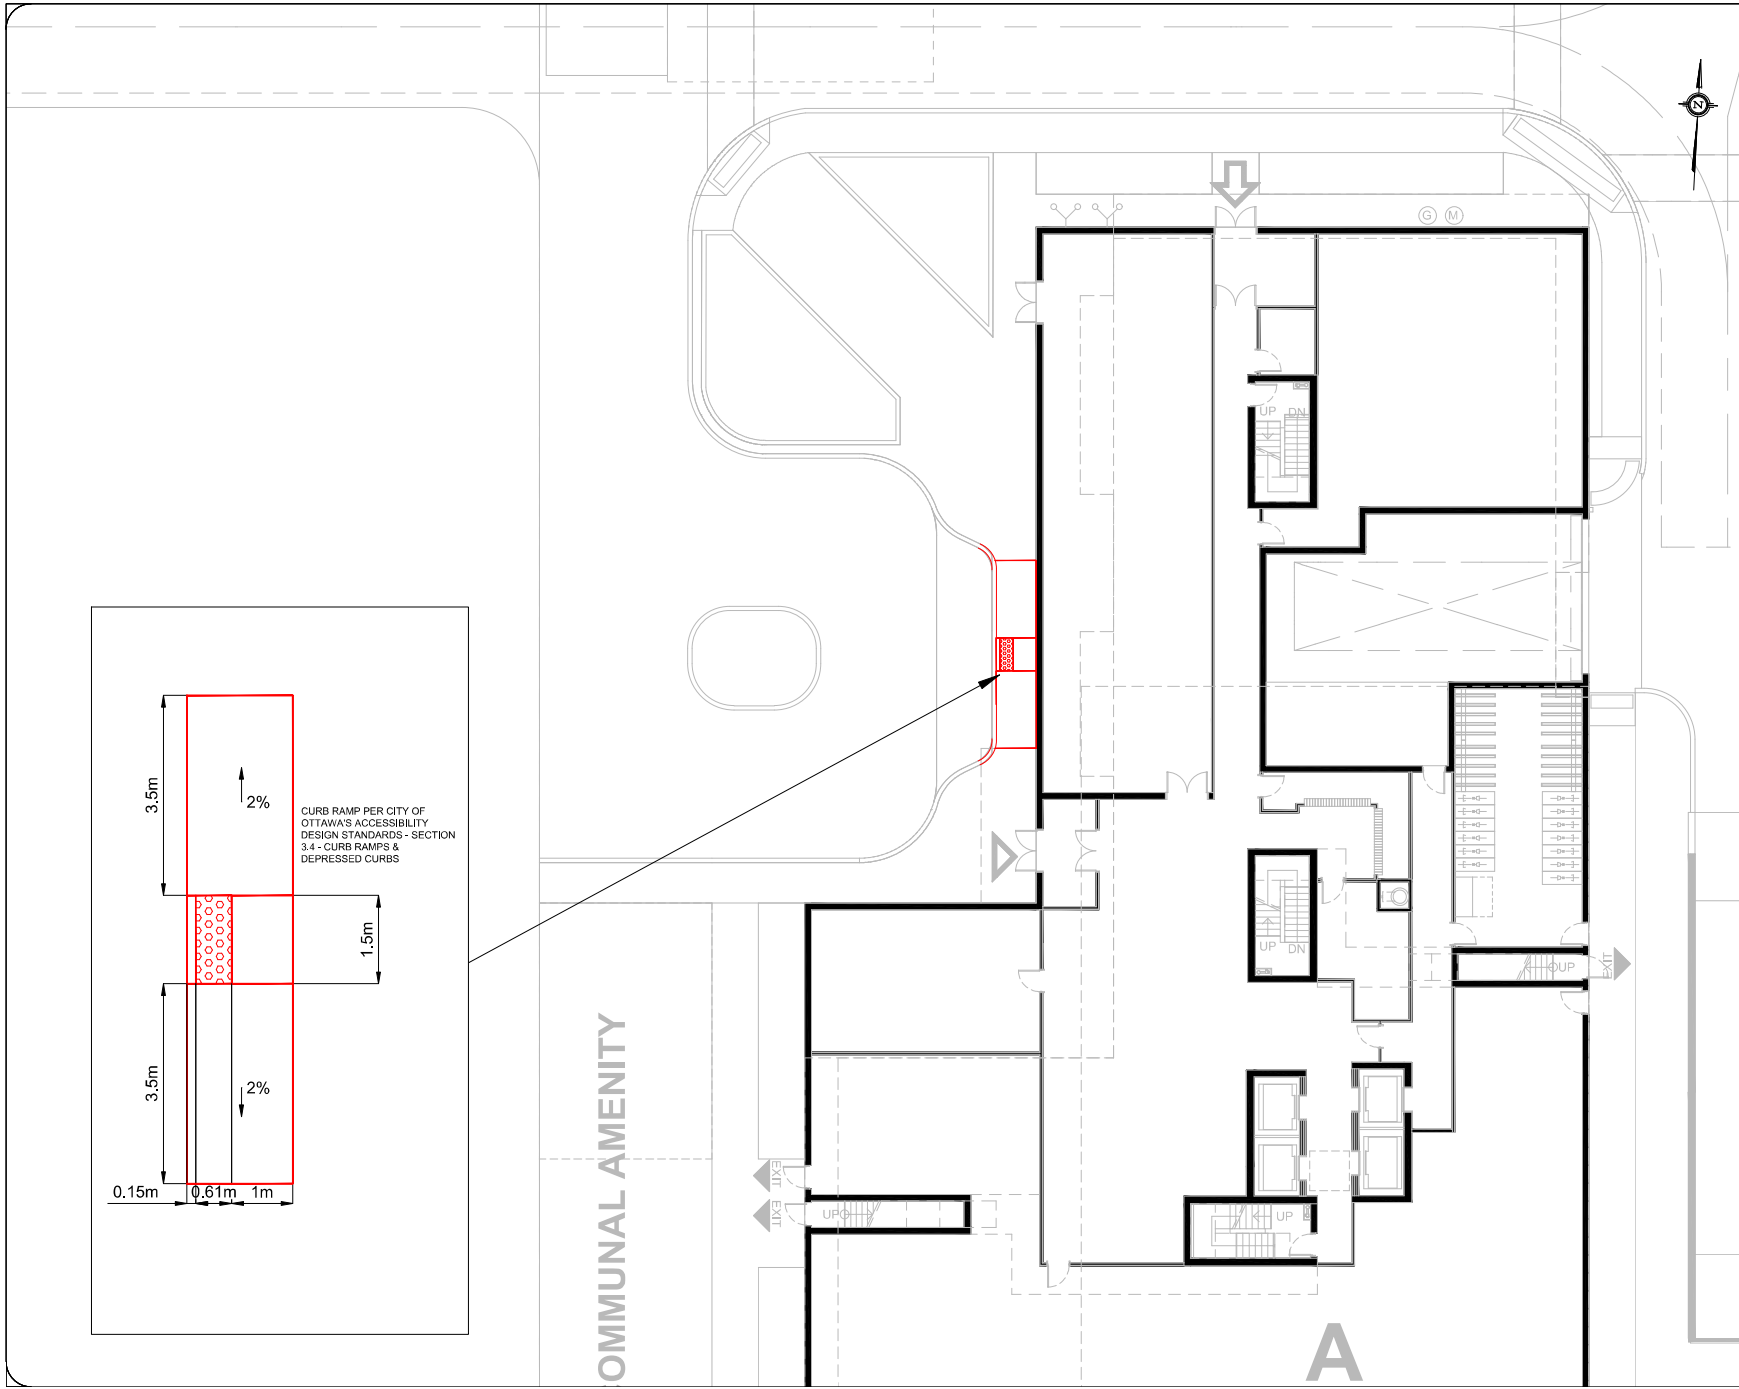 N
G
M
UP
DN
3.5m
2%
CURB RAMP PER CITY OF
OTTAWA'S ACCESSIBILITY
DESIGN STANDARDS - SECTION
3.4 - CURB RAMPS &
DEPRESSED CURBS
1.5m
3.5m
2%
0.15m
0.61m
1m
UP
DN
UP
EXIT
COMMUNAL AMENITY
EXIT
EXIT
UP
UP
A